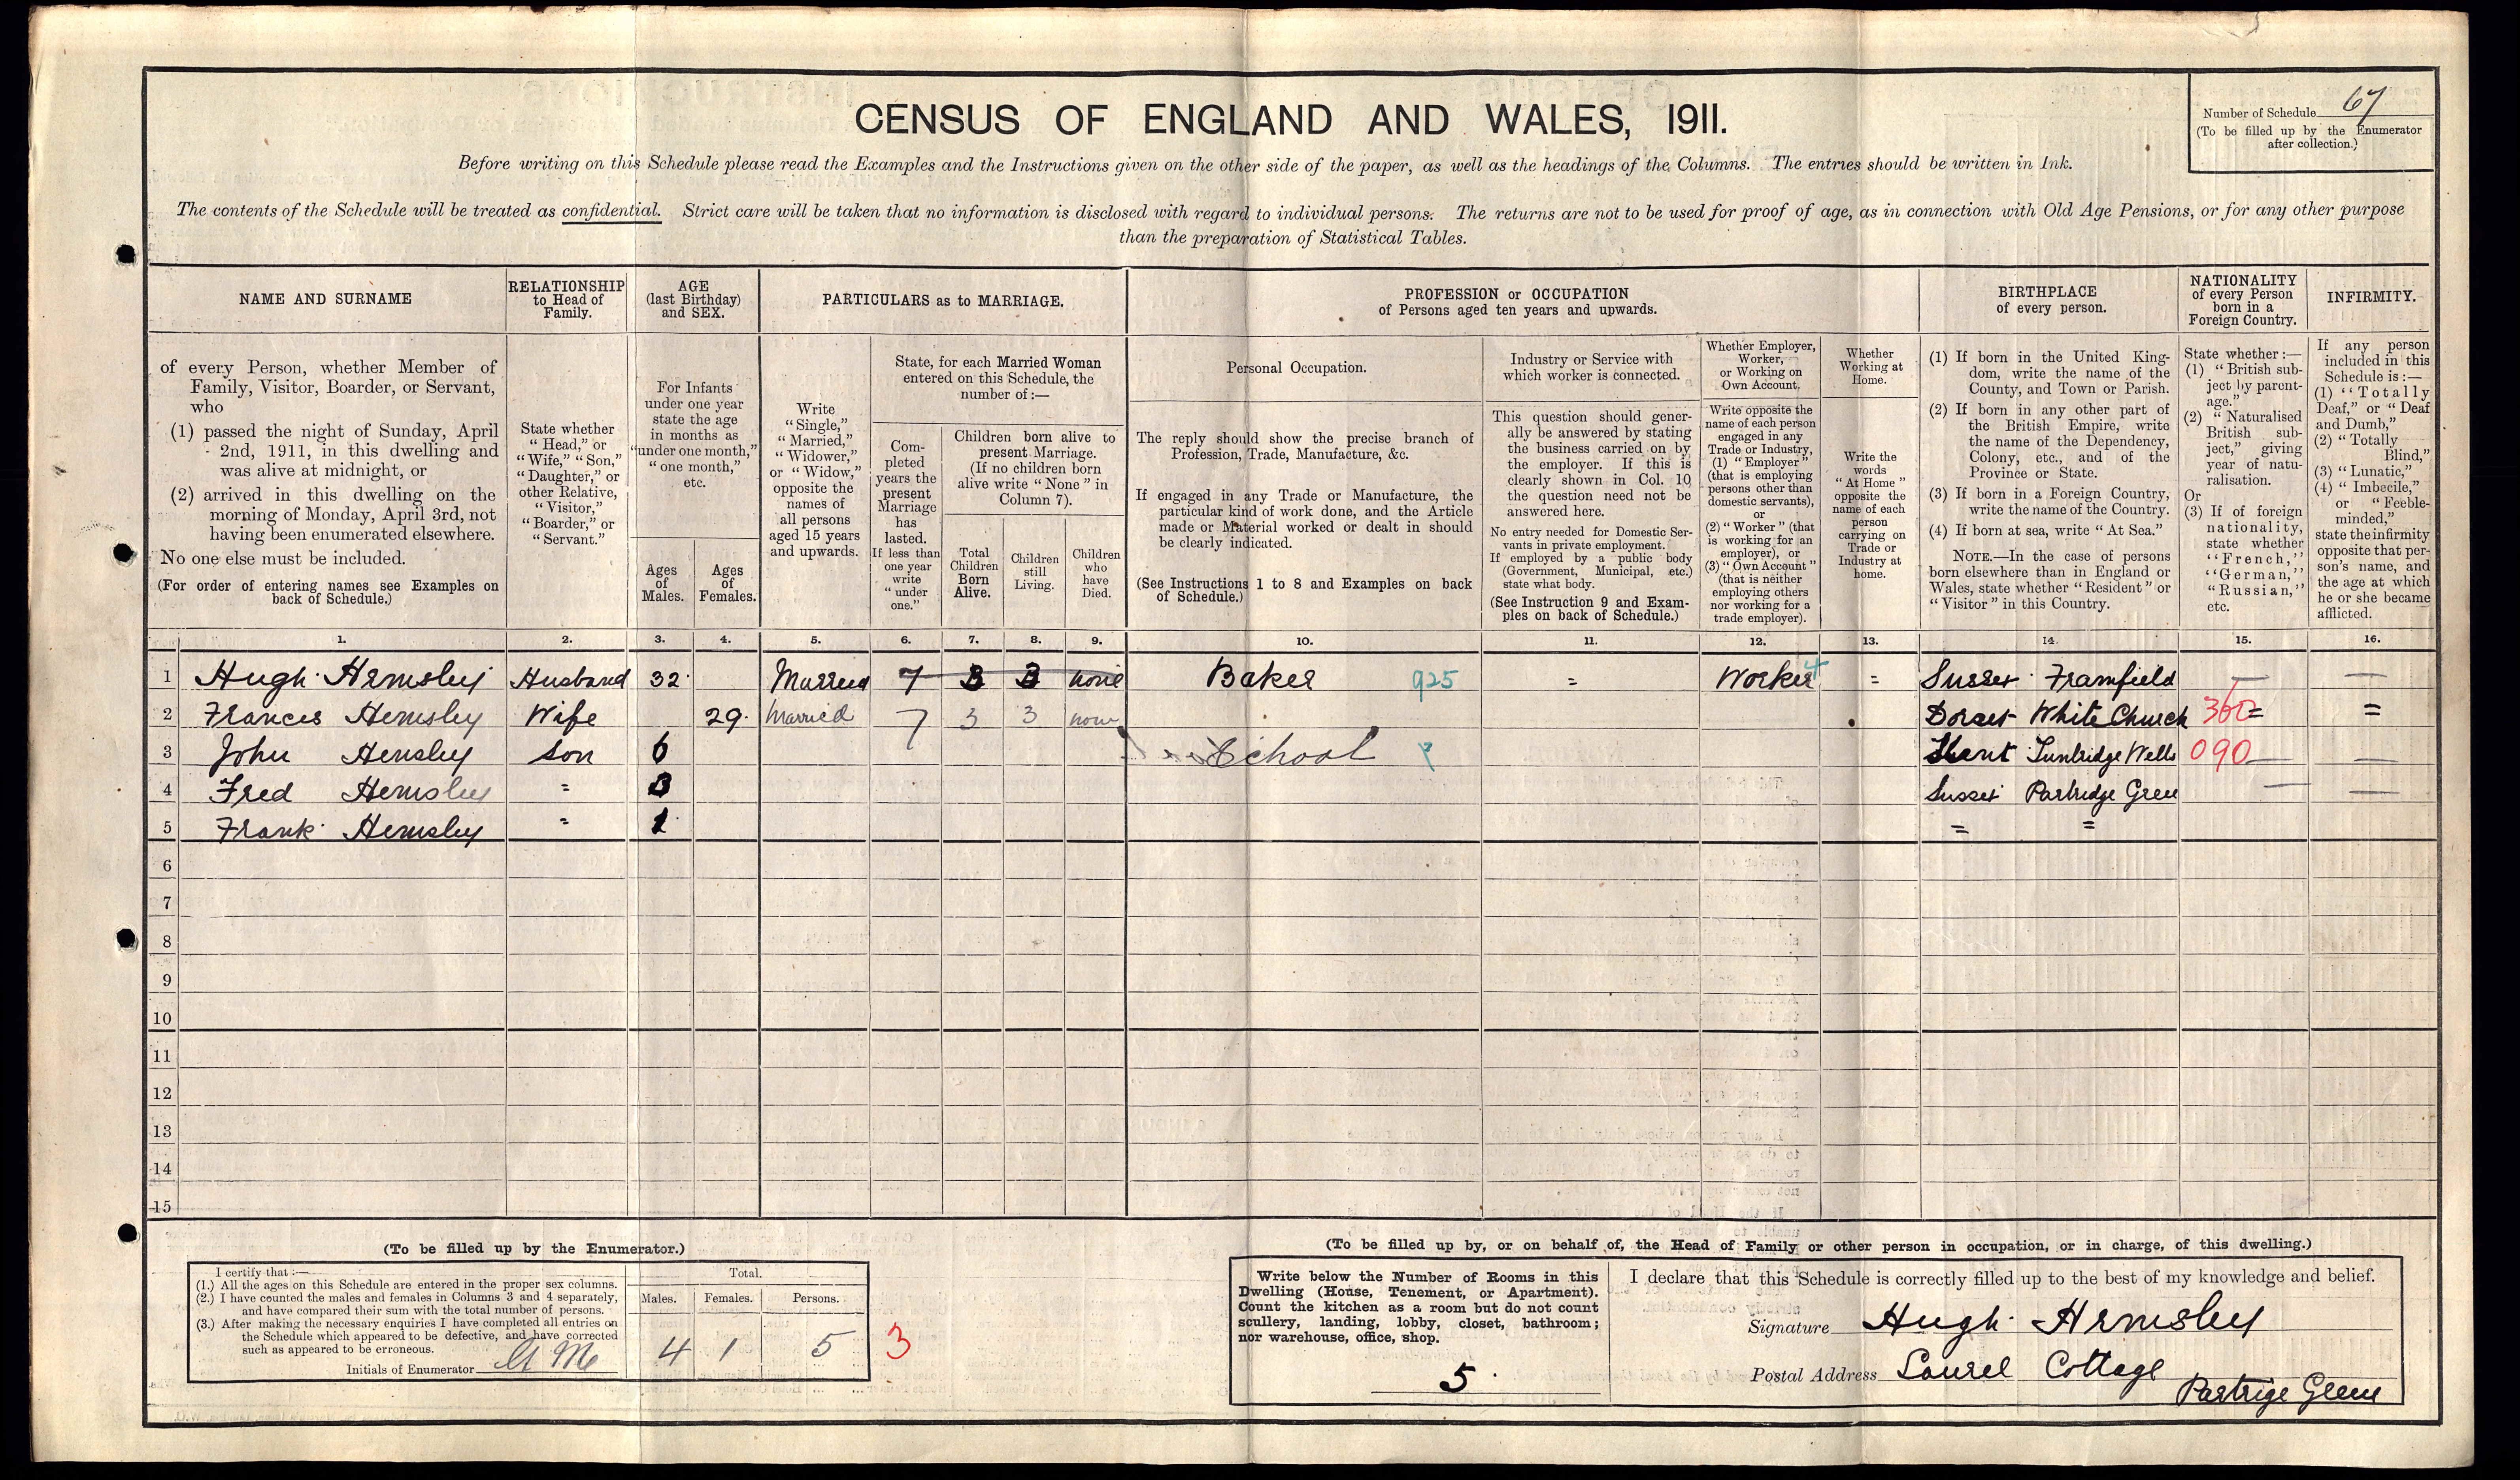 CENSUS OF ENGLAND AND WALES, 1911.
Number of Schedule 67
(To be filled up by the Enumerator
after collection.)
Before writing on this Schedule please read the Examples and the Instructions given on the other side of the paper, as well as the headings of the Columns. The entries should be written in Ink.
The contents of the Schedule will be treated as confidential. Strict care will be taken that no information is disclosed with regard to individual persons. The returns are not to be used for proof of age, as in connection with Old Age Pensions, or for any other purpose
than the preparation of Statistical Tables.
NAME AND SURNAME
of every Person, whether Member of
Family, Visitor, Boarder, or Servant,
who
(1) passed the night of Sunday, April
2nd, 1911, in this dwelling and
was alive at midnight, or
(2) arrived in this dwelling on the
morning of Monday, April 3rd, not
having been enumerated elsewhere.
No one else must be included.
(For order of entering names see Examples on
back of Schedule.)
RELATIONSHIP
to Head of
Family.
State whether
"Head," or
"Wife," "Son,"
"Daughter," or
other Relative,
"Visitor,"
"Boarder," or
"Servant."
AGE
(last Birthday)
and SEX.
For Infants
under one year
state the age
in months as
"under one month,"
"one month,"
etc.
Ages
of
Males.
Ages
of
Females.
PARTICULARS as to MARRIAGE.
Write
"Single,"
"Married,"
"Widower,"
or "Widow,"
opposite the
names of
all persons
aged 15 years
and upwards.
State, for each Married Woman
entered on this Schedule, the
number of:—
Com-
pleted
years the
present
Marriage
has
lasted.
If less than
one year
write
"under
one."
Children born alive to
present Marriage.
(If no children born
alive write "None" in
Column 7).
Total
Children
Born
Alive.
Children
still
Living.
Children
who
have
Died.
PROFESSION or OCCUPATION
of Persons aged ten years and upwards.
Personal Occupation.
The reply should show the precise branch of
Profession, Trade, Manufacture, &c.
If engaged in any Trade or Manufacture, the
particular kind of work done, and the Article
made or Material worked or dealt in should
be clearly indicated.
(See Instructions 1 to 8 and Examples on back
of Schedule.)
Industry or Service with
which worker is connected.
This question should gener-
ally be answered by stating
the business carried on by
the employer. If this is
clearly shown in Col. 10
the question need not be
answered here.
No entry needed for Domestic Ser-
vants in private employment.
If employed by a public body
(Government, Municipal, etc.)
state what body.
(See Instruction 9 and Exam-
ples on back of Schedule.)
Whether Employer,
Worker,
or Working on
Own Account.
Write opposite the
name of each person
engaged in any
Trade or Industry,
(1) "Employer"
(that is employing
persons other than
domestic servants),
or
(2) "Worker" (that
is working for an
employer), or
(3) "Own Account"
(that is neither
employing others
nor working for a
trade employer).
Whether
Working at
Home.
Write the
words
"At Home"
opposite the
name of each
person
carrying on
Trade or
Industry at
home.
BIRTHPLACE
of every person.
(1) If born in the United King-
dom, write the name of the
County, and Town or Parish.
(2) If born in any other part of
the British Empire, write
the name of the Dependency,
Colony, etc., and of the
Province or State.
(3) If born in a Foreign Country,
write the name of the Country.
(4) If born at sea, write "At Sea."
NOTE.—In the case of persons
born elsewhere than in England or
Wales, state whether "Resident" or
"Visitor" in this Country.
NATIONALITY
of every Person
born in a
Foreign Country.
State whether:—
(1) "British sub-
ject by parent-
age."
(2) "Naturalised
British sub-
ject," giving
year of natu-
ralisation.
Or
(3) If of foreign
nationality,
state whether
"French,"
"German,"
"Russian,"
etc.
INFIRMITY.
If any person
included in this
Schedule is:—
(1) "Totally
Deaf," or "Deaf
and Dumb,"
(2) "Totally
Blind,"
(3) "Lunatic,"
(4) "Imbecile,"
or "Feeble-
minded,"
state the infirmity
opposite that per-
son's name, and
the age at which
he or she became
afflicted.
1. 2. 3. 4. 5. 6. 7. 8. 9. 10. 11. 12. 13. 14. 15. 16.
1 Hugh Hemsley Husband 32 Married 7 3 3 none Baker 925 = Worker 4 = Sussex Framfield — —
2 Frances Hemsley Wife 29 Married 7 3 3 none Dorset White Church 360 = =
3 John Hemsley Son 6 School Kent Tunbridge Wells 090 — —
4 Fred Hemsley = 3 Sussex Partridge Green — —
5 Frank Hemsley = 1 = =
6
7
8
9
10
11
12
13
14
15
(To be filled up by the Enumerator.)
I certify that:—
(1.) All the ages on this Schedule are entered in the proper sex columns.
(2.) I have counted the males and females in Columns 3 and 4 separately,
and have compared their sum with the total number of persons.
(3.) After making the necessary enquiries I have completed all entries on
the Schedule which appeared to be defective, and have corrected
such as appeared to be erroneous.
Initials of Enumerator
Total.
Males. Females. Persons.
4 1 5
3
(To be filled up by, or on behalf of, the Head of Family or other person in occupation, or in charge, of this dwelling.)
Write below the Number of Rooms in this
Dwelling (House, Tenement, or Apartment).
Count the kitchen as a room but do not count
scullery, landing, lobby, closet, bathroom;
nor warehouse, office, shop.
5
I declare that this Schedule is correctly filled up to the best of my knowledge and belief.
Signature Hugh Hemsley
Postal Address Laurel Cottage
Partrige Green